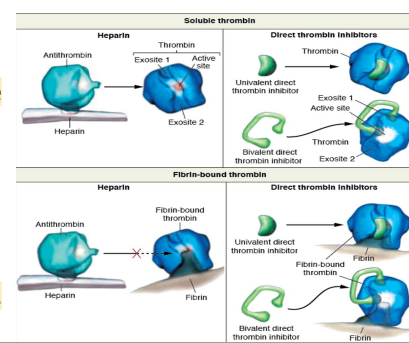 Soluble thrombin
Heparin
Direct thrombin inhibitors
Antithrombin
Thrombin
Exosite 1
Active
site
Exosite 2
Heparin
Thrombin
Univalent direct
thrombin inhibitor
Exosite 1
Active site
Bivalent direct
thrombin inhibitor
Thrombin
Exosite 2
Fibrin-bound thrombin
Heparin
Direct thrombin inhibitors
Antithrombin
Fibrin-bound
thrombin
Heparin
Fibrin
Univalent direct
thrombin inhibitor
Fibrin
Fibrin-bound
thrombin
Bivalent direct
thrombin inhibitor
Fibrin